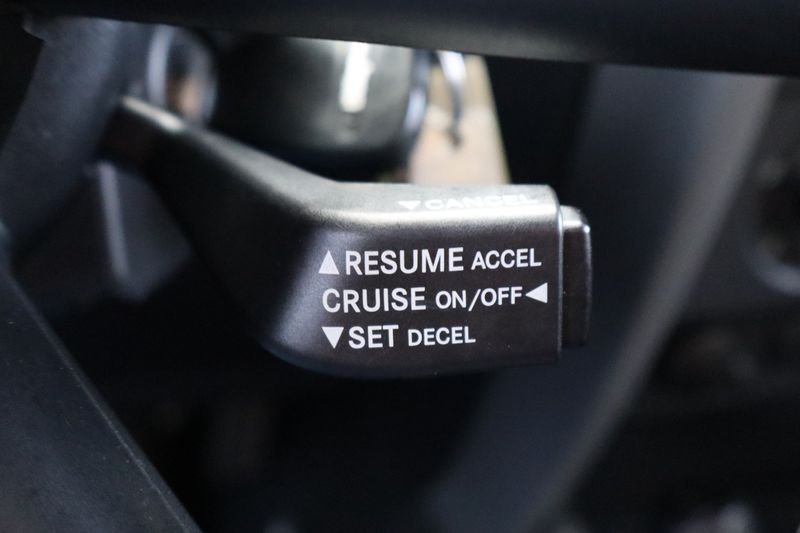 ▼CANCEL
▲RESUME ACCEL
CRUISE ON/OFF◀
▼SET DECEL